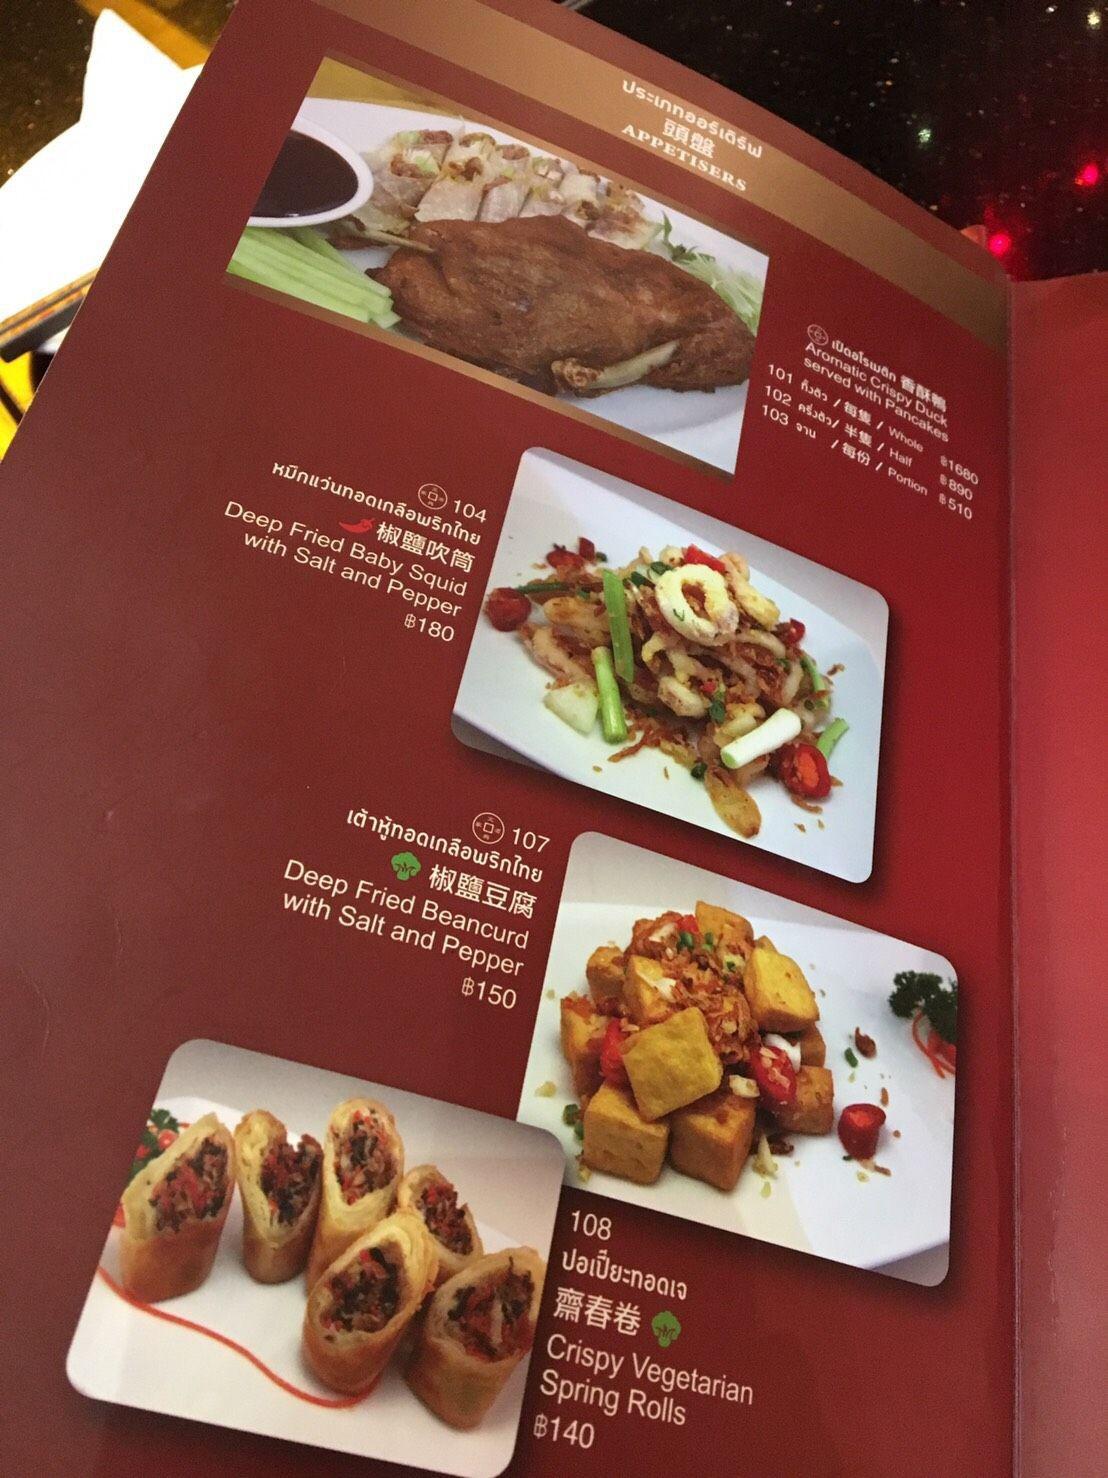 ประเภทออร์เดิร์ฟ
頭盤
APPETISERS
เป็ดอโรเมติก 香酥鴨
Aromatic Crispy Duck
served with Pancakes
101 ทั้งตัว /每隻 / Whole ฿1680
102 ครึ่งตัว / 半隻 / Half ฿890
103 จาน / 每份 / Portion ฿510
104
หมึกแว่นทอดเกลือพริกไทย
椒鹽吹筒
Deep Fried Baby Squid
with Salt and Pepper
฿180
107
เต้าหู้ทอดเกลือพริกไทย
椒鹽豆腐
Deep Fried Beancurd
with Salt and Pepper
฿150
108
ปอเปี๊ยะทอดเจ
齋春卷
Crispy Vegetarian
Spring Rolls
฿140